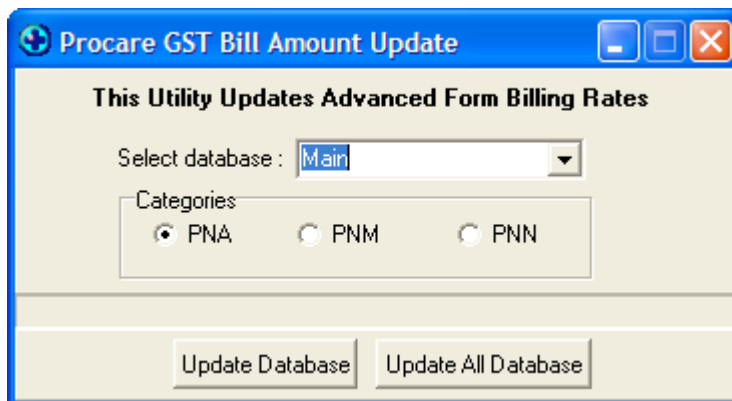 Procare GST Bill Amount Update
This Utility Updates Advanced Form Billing Rates
Select database : Main
Categories
PNA PNM PNN
Update Database Update All Database